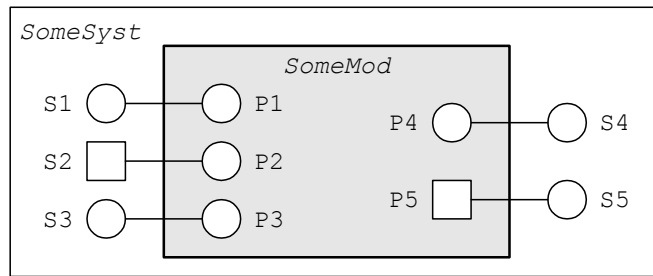 SomeSyst
SomeMod
S1 P1
P4 S4
S2 P2
P5 S5
S3 P3